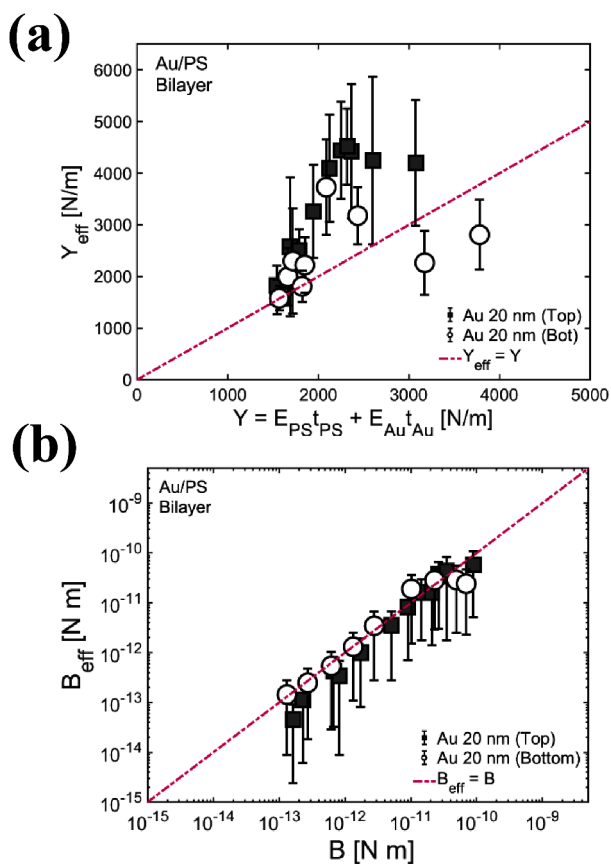 (a)
Au/PS
Bilayer
6000
5000
4000
3000
2000
1000
0
Y_eff [N/m]
Au 20 nm (Top)
Au 20 nm (Bot)
Y_eff = Y
0 1000 2000 3000 4000 5000
Y = E_PS t_PS + E_Au t_Au [N/m]
(b)
Au/PS
Bilayer
10^-9
10^-10
10^-11
10^-12
10^-13
10^-14
10^-15
B_eff [N m]
Au 20 nm (Top)
Au 20 nm (Bottom)
B_eff = B
10^-15 10^-14 10^-13 10^-12 10^-11 10^-10 10^-9
B [N m]